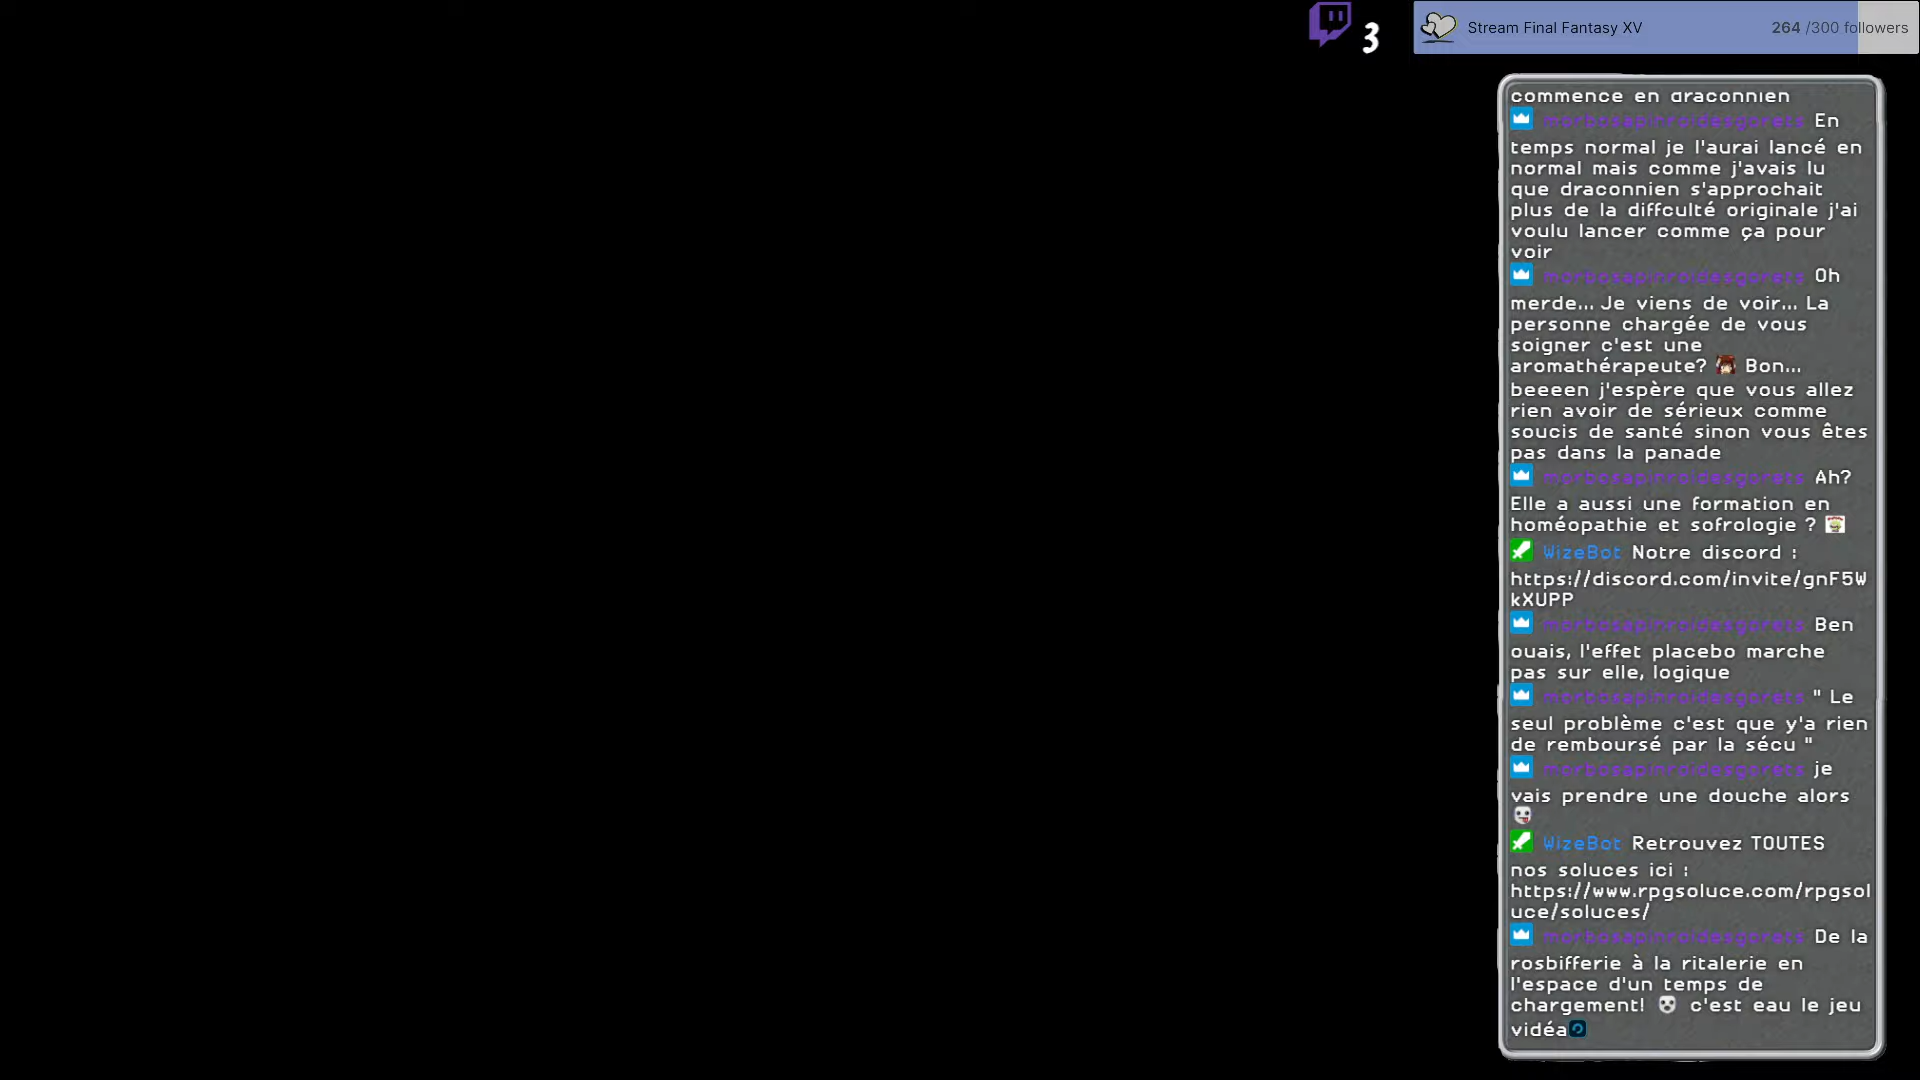 3
Stream Final Fantasy XV 264 /300 followers
commence en draconnien
morbosapinroidesgorets En
temps normal je l'aurai lancé en
normal mais comme j'avais lu
que draconnien s'approchait
plus de la diffculté originale j'ai
voulu lancer comme ça pour
voir
morbosapinroidesgorets Oh
merde... Je viens de voir... La
personne chargée de vous
soigner c'est une
aromathérapeute? Bon...
beeeen j'espère que vous allez
rien avoir de sérieux comme
soucis de santé sinon vous êtes
pas dans la panade
morbosapinroidesgorets Ah?
Elle a aussi une formation en
homéopathie et sofrologie ?
WizeBot Notre discord :
https://discord.com/invite/gnF5W
kXUPP
morbosapinroidesgorets Ben
ouais, l'effet placebo marche
pas sur elle, logique
morbosapinroidesgorets " Le
seul problème c'est que y'a rien
de remboursé par la sécu "
morbosapinroidesgorets je
vais prendre une douche alors
WizeBot Retrouvez TOUTES
nos soluces ici :
https://www.rpgsoluce.com/rpgsol
uce/soluces/
morbosapinroidesgorets De la
rosbifferie à la ritalerie en
l'espace d'un temps de
chargement! c'est eau le jeu
vidéa